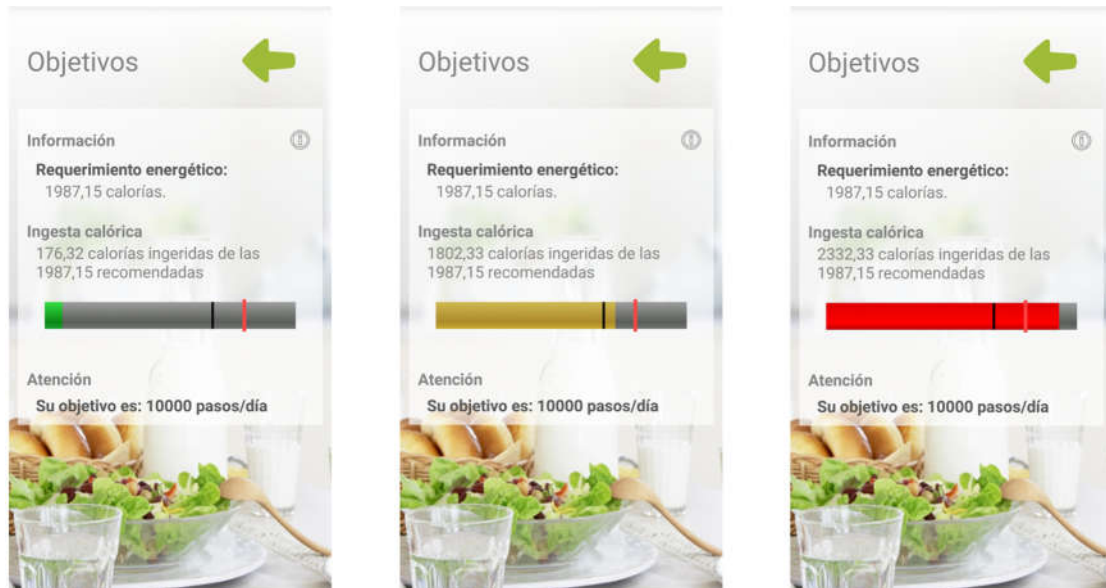 Objetivos
Información
Requerimiento energético:
1987,15 calorías.
Ingesta calórica
176,32 calorías ingeridas de las
1987,15 recomendadas
Atención
Su objetivo es: 10000 pasos/día
Objetivos
Información
Requerimiento energético:
1987,15 calorías.
Ingesta calórica
1802,33 calorías ingeridas de las
1987,15 recomendadas
Atención
Su objetivo es: 10000 pasos/día
Objetivos
Información
Requerimiento energético:
1987,15 calorías.
Ingesta calórica
2332,33 calorías ingeridas de las
1987,15 recomendadas
Atención
Su objetivo es: 10000 pasos/día